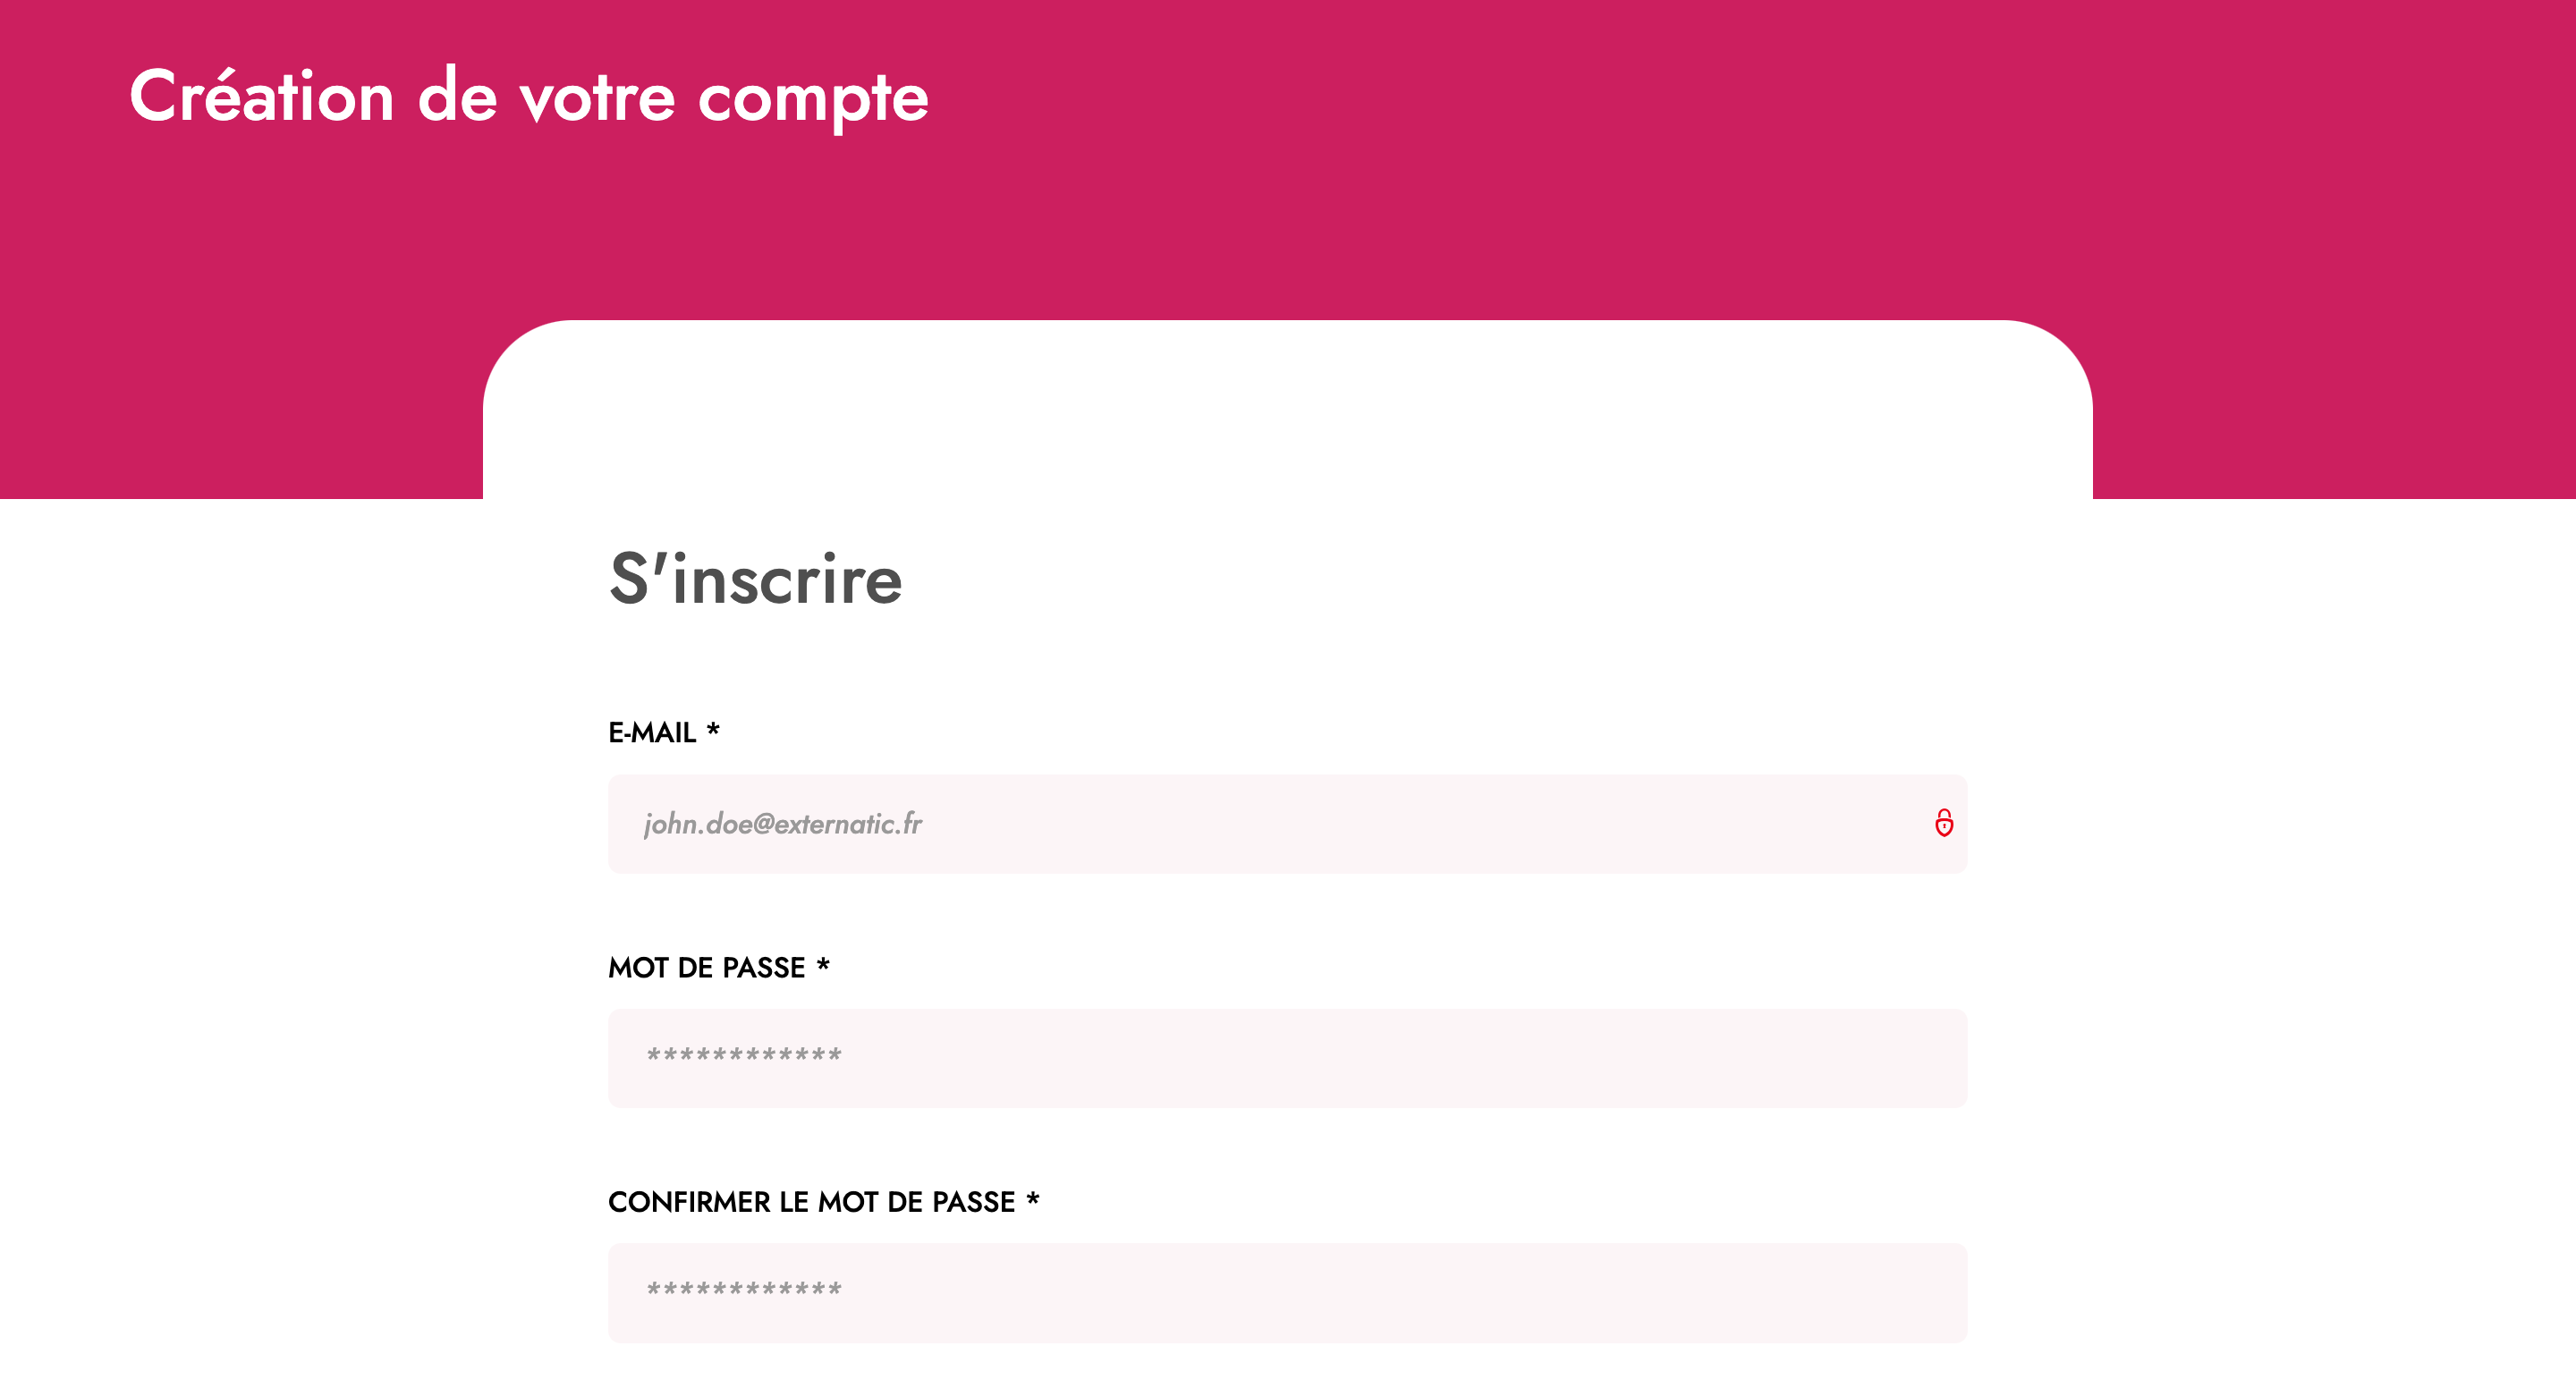 Création de votre compte
S'inscrire
E-MAIL *
john.doe@externatic.fr
MOT DE PASSE *
************
CONFIRMER LE MOT DE PASSE *
************